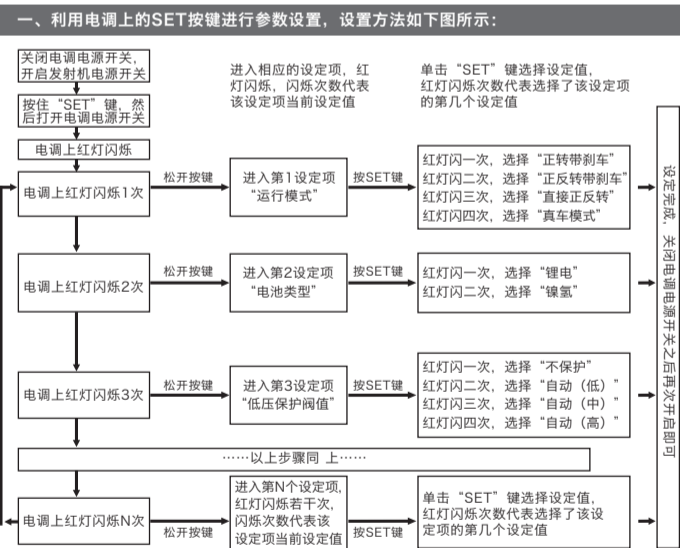 一、利用电调上的SET按键进行参数设置，设置方法如下图所示：
关闭电调电源开关，
开启发射机电源开关
按住“SET”键，然
后打开电调电源开关
电调上红灯闪烁
进入相应的设定项，红
灯闪烁，闪烁次数代表
该设定项当前设定值
单击“SET”键选择设定值，
红灯闪烁次数代表选择了该设定项
的第几个设定值
电调上红灯闪烁1次
松开按键
进入第1设定项
“运行模式”
按SET键
红灯闪一次，选择“正转带刹车”
红灯闪二次，选择“正反转带刹车”
红灯闪三次，选择“直接正反转”
红灯闪四次，选择“真车模式”
电调上红灯闪烁2次
松开按键
进入第2设定项
“电池类型”
按SET键
红灯闪一次，选择“锂电”
红灯闪二次，选择“镍氢”
电调上红灯闪烁3次
松开按键
进入第3设定项
“低压保护阀值”
按SET键
红灯闪一次，选择“不保护”
红灯闪二次，选择“自动（低）”
红灯闪三次，选择“自动（中）”
红灯闪四次，选择“自动（高）”
……以上步骤同 上……
电调上红灯闪烁N次
松开按键
进入第N个设定项，
红灯闪烁若干次，
闪烁次数代表该
设定项当前设定值
按SET键
单击“SET”键选择设定值，
红灯闪烁次数代表选择了该设
定项的第几个设定值
设定完成，关闭电调电源开关之后再次开启即可